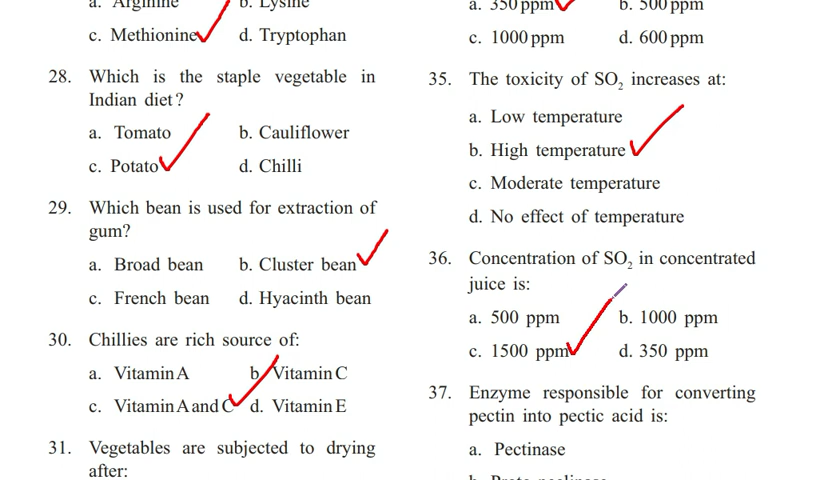 a. Arginine b. Lysine
c. Methionine d. Tryptophan
28. Which is the staple vegetable in
Indian diet?
a. Tomato b. Cauliflower
c. Potato d. Chilli
29. Which bean is used for extraction of
gum?
a. Broad bean b. Cluster bean
c. French bean d. Hyacinth bean
30. Chillies are rich source of:
a. Vitamin A b. Vitamin C
c. Vitamin A and C d. Vitamin E
31. Vegetables are subjected to drying
after:
a. 350 ppm b. 500 ppm
c. 1000 ppm d. 600 ppm
35. The toxicity of SO₂ increases at:
a. Low temperature
b. High temperature
c. Moderate temperature
d. No effect of temperature
36. Concentration of SO₂ in concentrated
juice is:
a. 500 ppm b. 1000 ppm
c. 1500 ppm d. 350 ppm
37. Enzyme responsible for converting
pectin into pectic acid is:
a. Pectinase